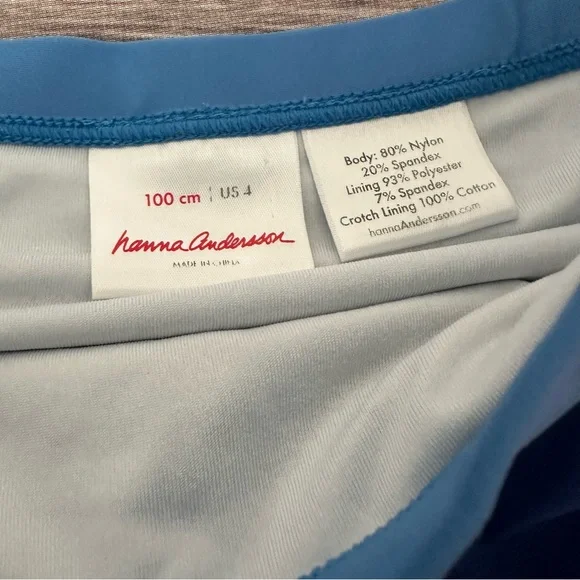 100 cm | US 4
hanna Andersson
MADE IN CHINA
Body: 80% Nylon
20% Spandex
Lining 93% Polyester
7% Spandex
Crotch Lining 100% Cotton
hannaAndersson.com